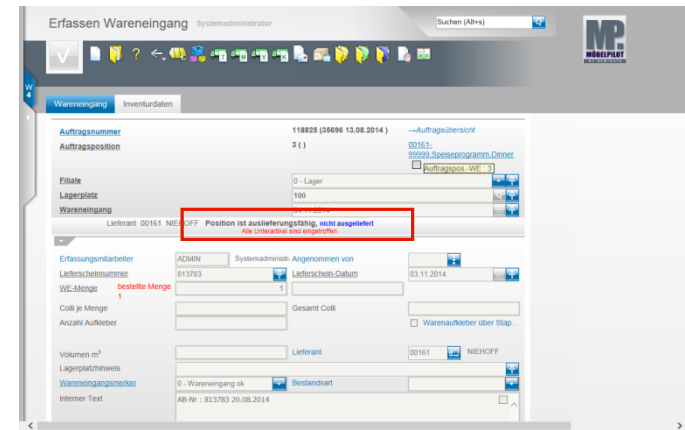 Erfassen Wareneingang Systemadministrator
Suchen (Alt+s)
MP.
MÖBELPILOT
W
4
Wareneingang Inventurdaten
Auftragsnummer 118825 (35696 13.08.2014 ) →Auftragsübersicht
Auftragsposition 3 ( ) 00161-
99999.Speiseprogramm.Dinner
Auftragspos.-WE : 3
Filiale 0 - Lager
Lagerplatz 100
Wareneingang
Lieferant 00161 NIEHOFF Position ist auslieferungsfähig, nicht ausgeliefert
Alle Unterartikel sind eingetroffen
Erfassungsmitarbeiter ADMIN Systemadministr Angenommen von
Lieferscheinnummer 813783 Lieferschein-Datum 03.11.2014
WE-Menge bestellte Menge 1
1
Colli je Menge Gesamt Colli
Anzahl Aufkleber Warenaufkleber über Stap...
Volumen m³ Lieferant 00161 NIEHOFF
Lagerplatzhinweis
Wareneingangsmerker 0 - Wareneingang ok Bestandsart
Interner Text AB-Nr : 813783 20.08.2014